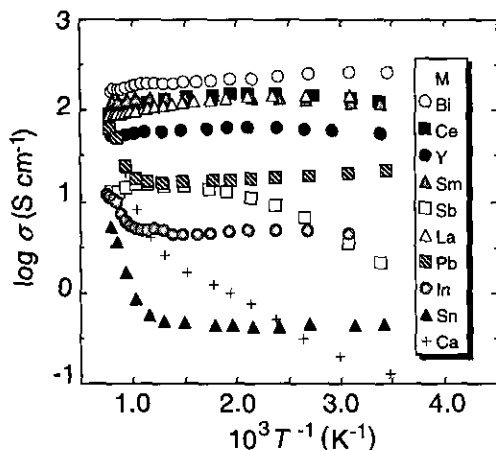 3
2
1
0
-1
log σ (S cm⁻¹)
1.0 2.0 3.0 4.0
10³ T⁻¹ (K⁻¹)
M
Bi
Ce
Y
Sm
Sb
La
Pb
In
Sn
Ca